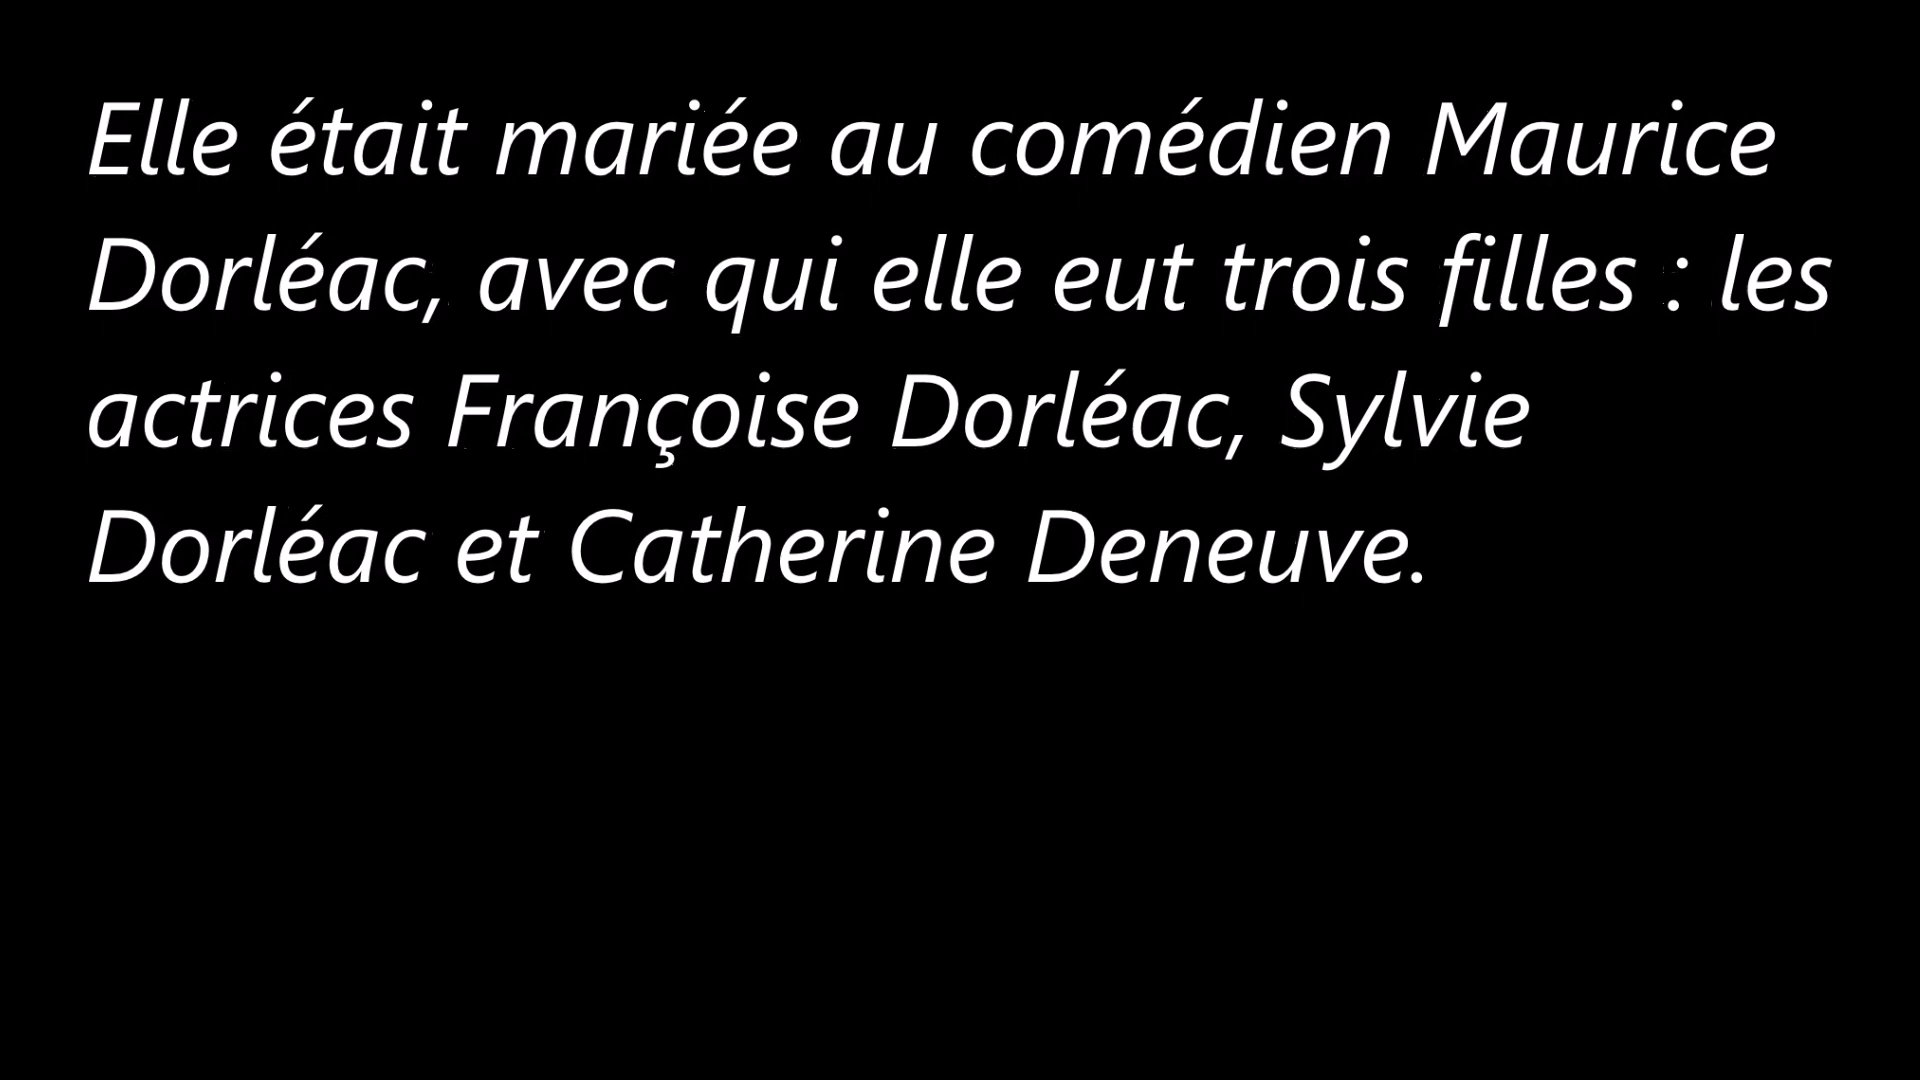 Elle était mariée au comédien Maurice
Dorléac, avec qui elle eut trois filles : les
actrices Françoise Dorléac, Sylvie
Dorléac et Catherine Deneuve.